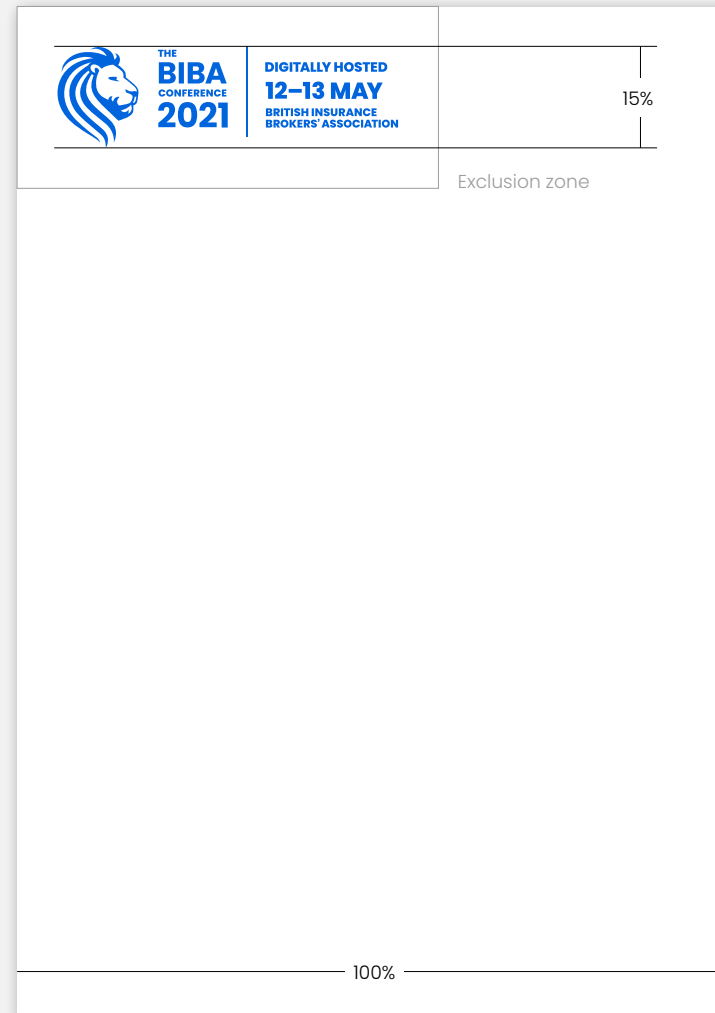 THE
BIBA
CONFERENCE
2021
DIGITALLY HOSTED
12–13 MAY
BRITISH INSURANCE
BROKERS’ ASSOCIATION
15%
Exclusion zone
100%